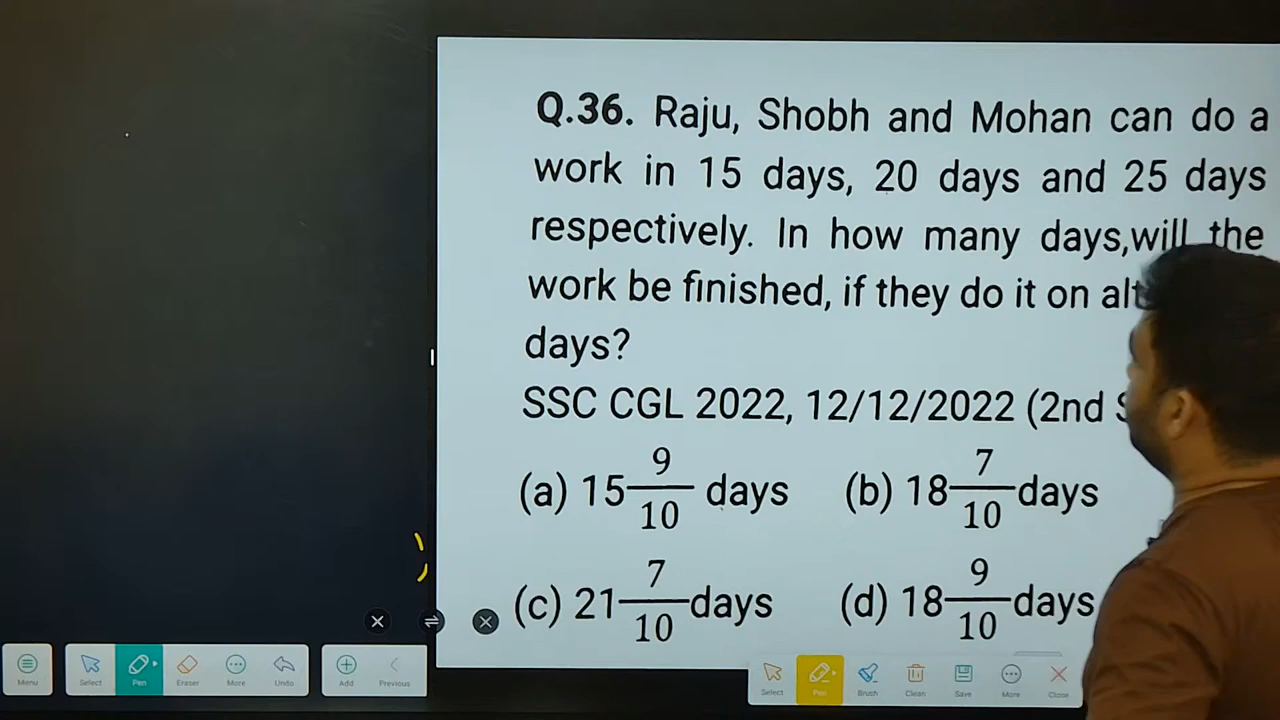 Q.36. Raju, Shobh and Mohan can do a
work in 15 days, 20 days and 25 days
respectively. In how many days,will the
work be finished, if they do it on
days?
SSC CGL 2022, 12/12/2022 (2nd
(a) 15 9/10 days (b) 18 7/10 days
(c) 21 7/10 days (d) 18 9/10 days
Menu Select Pen Eraser More Undo Add Previous
Select Pen Brush Clean Save More Close